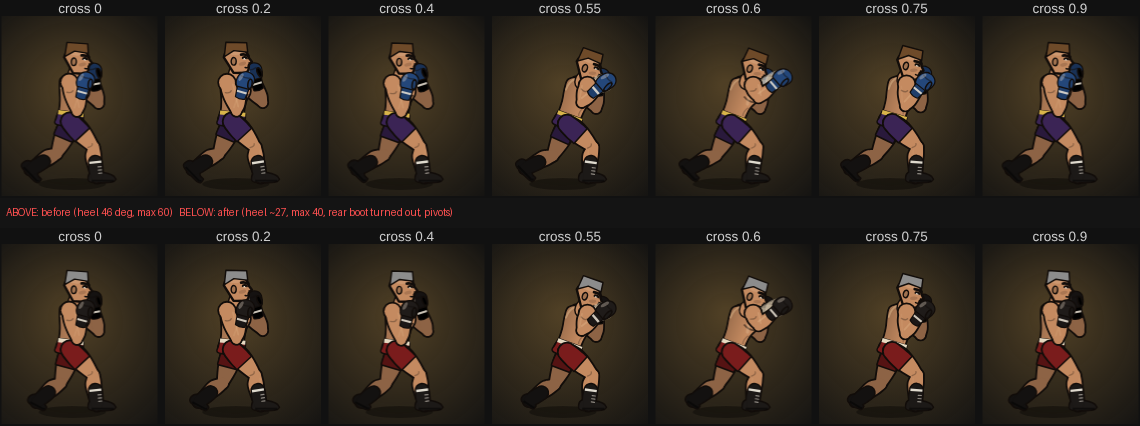 cross 0 cross 0.2 cross 0.4 cross 0.55 cross 0.6 cross 0.75 cross 0.9
ABOVE: before (heel 46 deg, max 60) BELOW: after (heel ~27, max 40, rear boot turned out, pivots)
cross 0 cross 0.2 cross 0.4 cross 0.55 cross 0.6 cross 0.75 cross 0.9